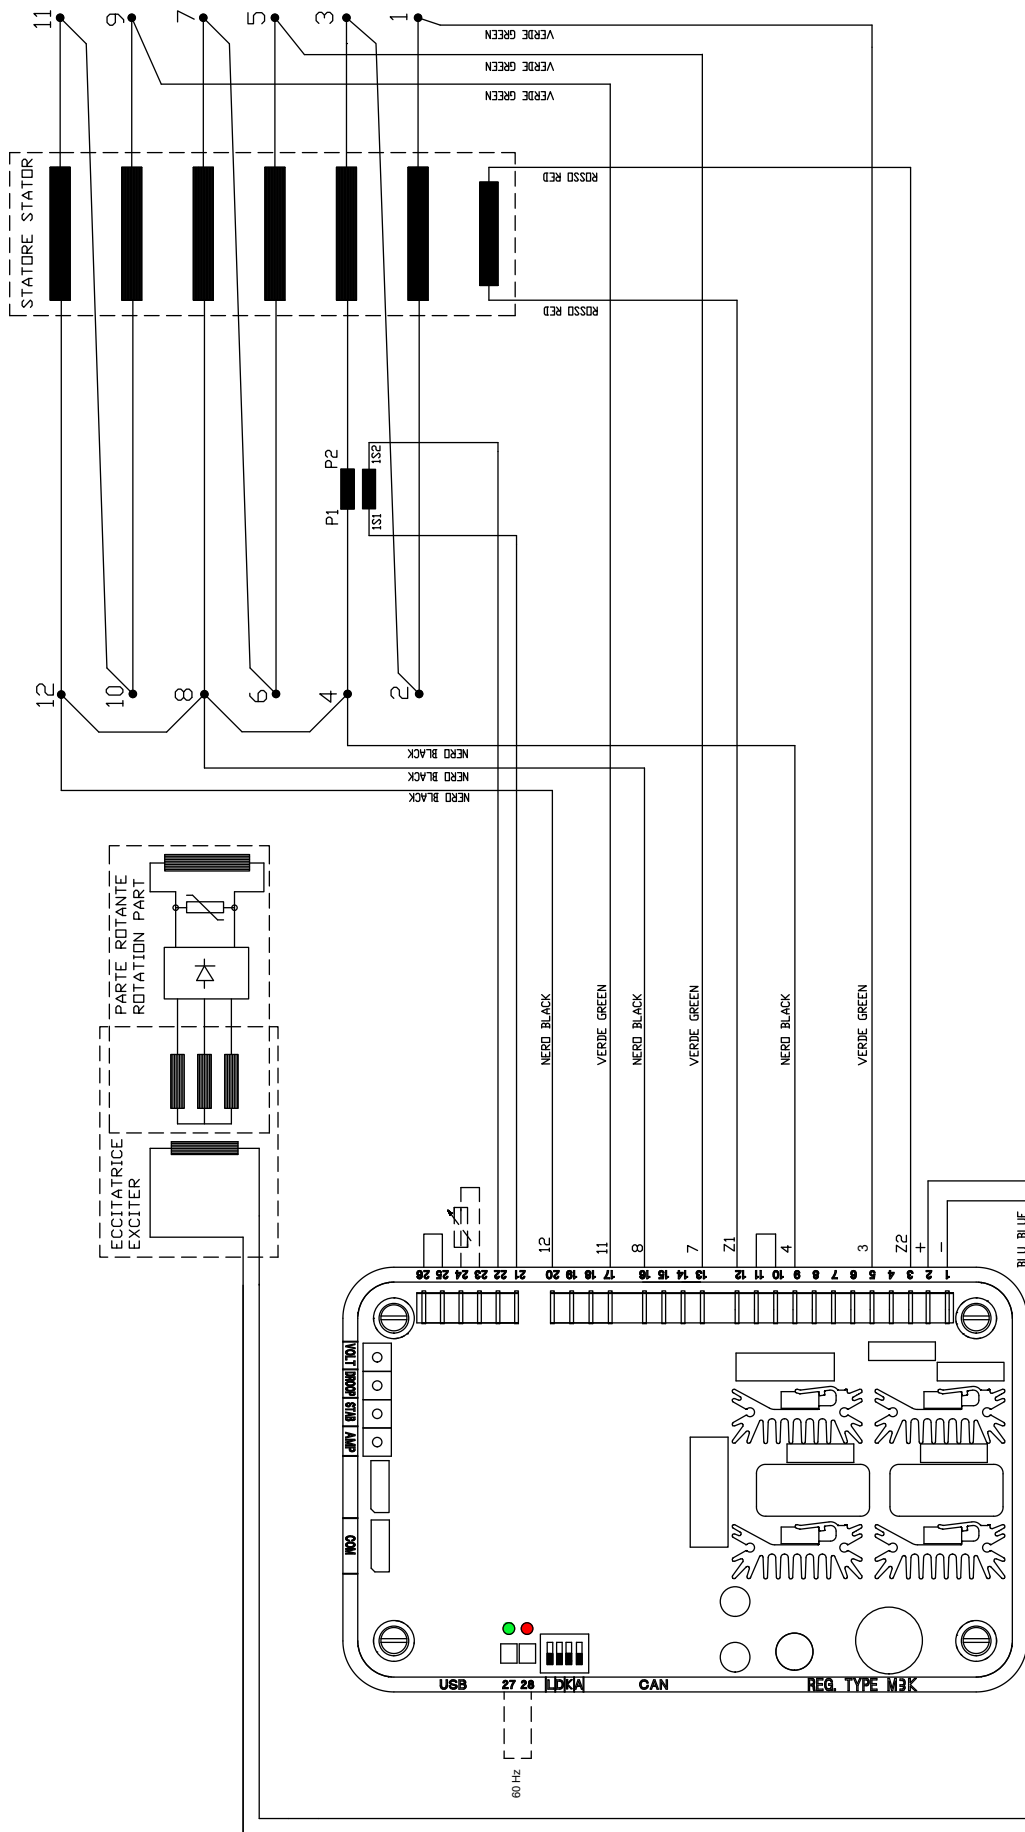 11
9
7
5
3
1
VERDE GREEN
VERDE GREEN
VERDE GREEN
STATORE STATOR
ROSSO RED
ROSSO RED
P1
P2
1S1
1S2
12
10
8
6
4
2
NERO BLACK
NERO BLACK
NERO BLACK
PARTE ROTANTE
ROTATION PART
ECCITATRICE
EXCITER
NERO BLACK
VERDE GREEN
NERO BLACK
VERDE GREEN
NERO BLACK
VERDE GREEN
12
11
8
7
Z1
4
3
Z2
+
-
BLU BLUE
26
25
24
23
22
21
20
19
18
17
16
15
14
13
12
11
10
9
8
7
6
5
4
3
2
1
VOLT
DROOP
STAB
AMP
COM
USB
27 28
LDKA
CAN
REG. TYPE M3K
60 Hz